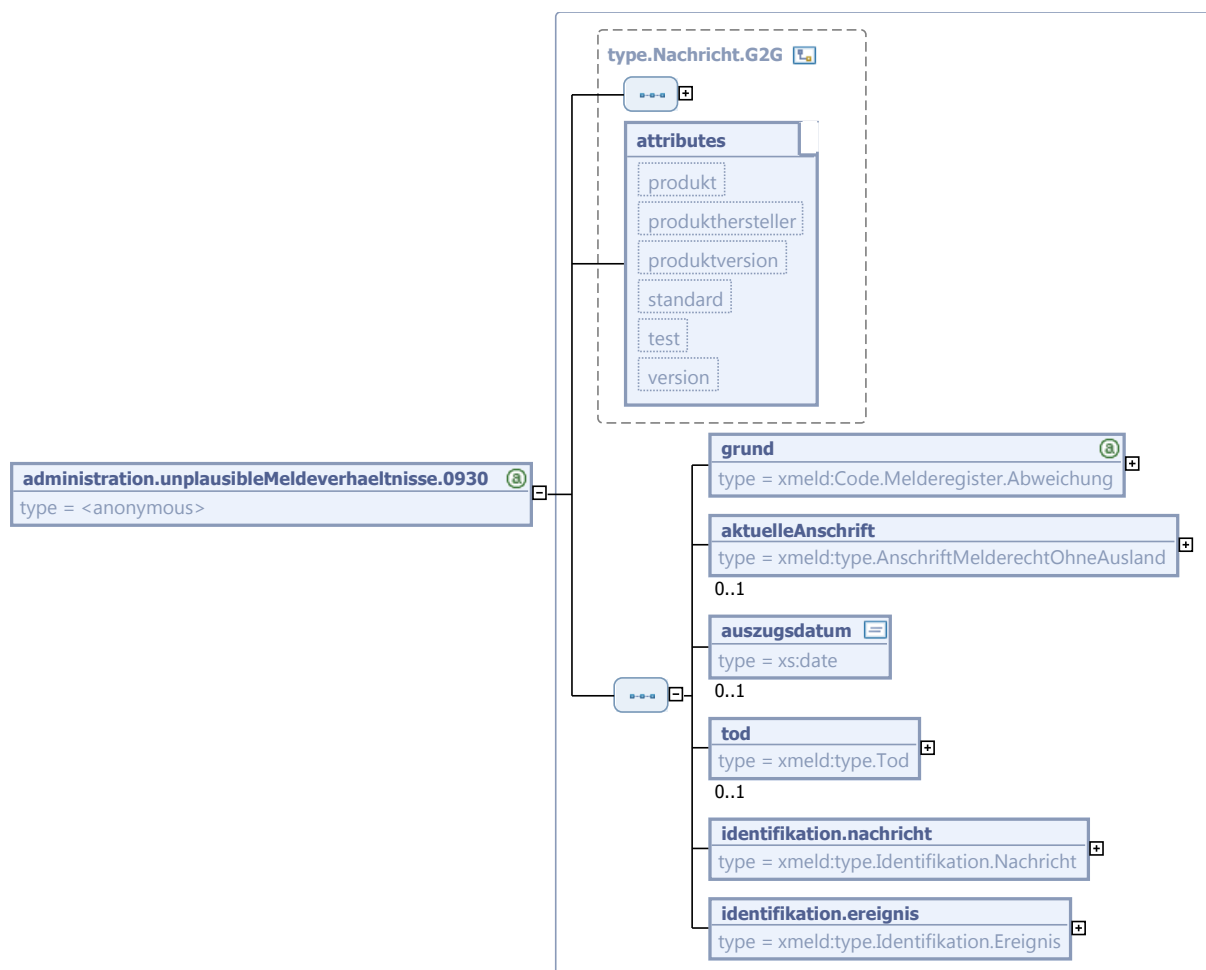 type.Nachricht.G2G
attributes
produkt
produkthersteller
produktversion
standard
test
version
administration.unplausibleMeldeverhaeltnisse.0930
type = <anonymous>
grund
type = xmeld:Code.Melderegister.Abweichung
aktuelleAnschrift
type = xmeld:type.AnschriftMelderechtOhneAusland
0..1
auszugsdatum
type = xs:date
0..1
tod
type = xmeld:type.Tod
0..1
identifikation.nachricht
type = xmeld:type.Identifikation.Nachricht
identifikation.ereignis
type = xmeld:type.Identifikation.Ereignis